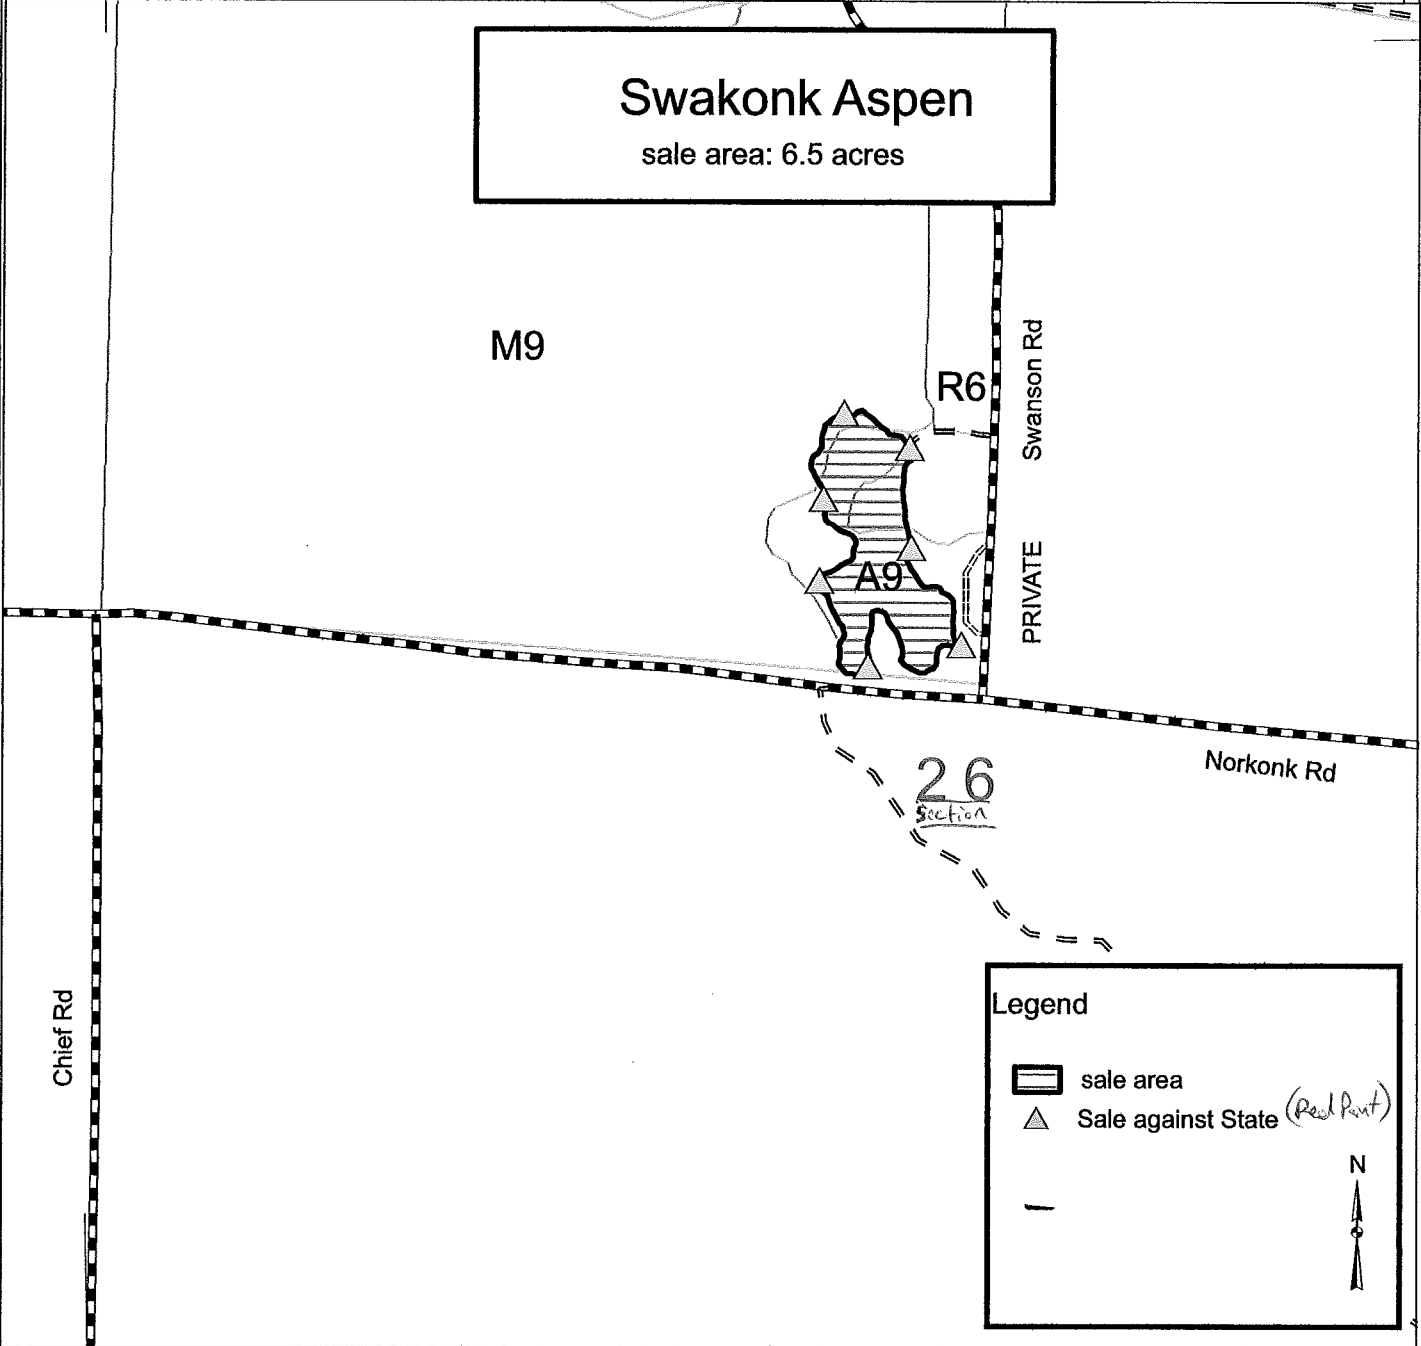 Swakonk Aspen
sale area: 6.5 acres
M9
R6
Swanson Rd
A9
PRIVATE
Norkonk Rd
26
Section
Chief Rd
Legend
sale area
Sale against State (Red Paint)
N